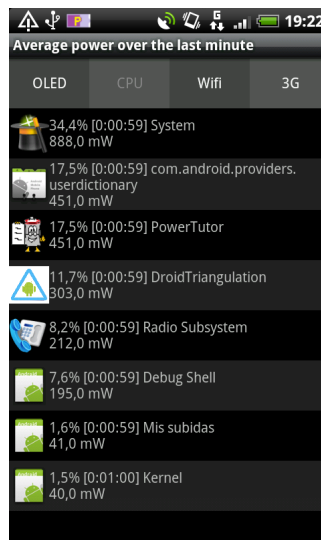 19:22
Average power over the last minute
OLED CPU Wifi 3G
34,4% [0:00:59] System
888,0 mW
17,5% [0:00:59] com.android.providers.
userdictionary
451,0 mW
17,5% [0:00:59] PowerTutor
451,0 mW
11,7% [0:00:59] DroidTriangulation
303,0 mW
8,2% [0:00:59] Radio Subsystem
212,0 mW
7,6% [0:00:59] Debug Shell
195,0 mW
1,6% [0:00:59] Mis subidas
41,0 mW
1,5% [0:01:00] Kernel
40,0 mW